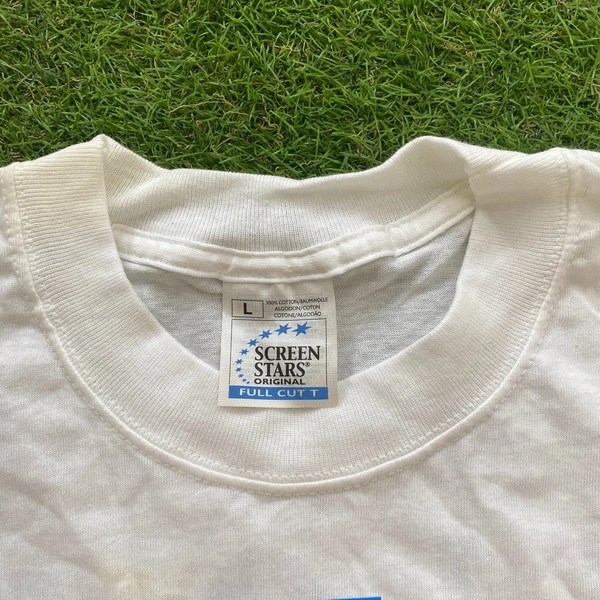 L
100% COTTON/BAUMWOLLE
ALGODON/COTON
COTONE/ALGODÃO
SCREEN
STARS®
ORIGINAL
FULL CUT T